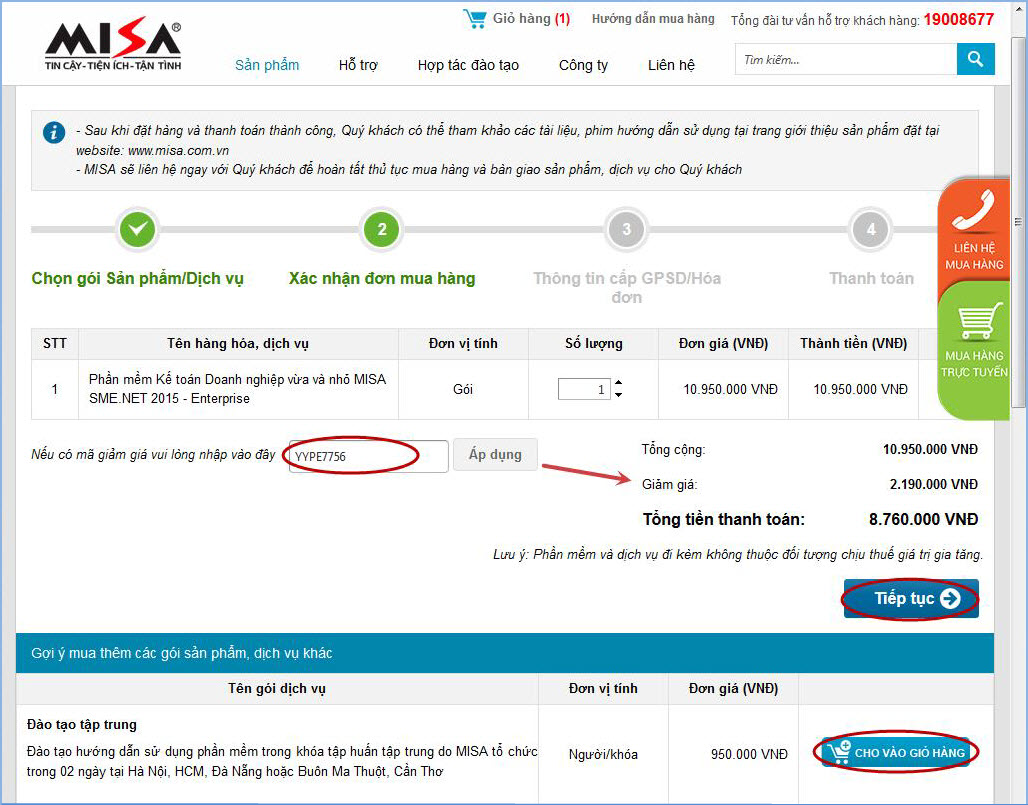 MISA®
TIN CẬY-TIỆN ÍCH-TẬN TÌNH
Giỏ hàng (1)
Hướng dẫn mua hàng
Tổng đài tư vấn hỗ trợ khách hàng: 19008677
Sản phẩm
Hỗ trợ
Hợp tác đào tạo
Công ty
Liên hệ
Tìm kiếm...
- Sau khi đặt hàng và thanh toán thành công, Quý khách có thể tham khảo các tài liệu, phim hướng dẫn sử dụng tại trang giới thiệu sản phẩm đặt tại
website: www.misa.com.vn
- MISA sẽ liên hệ ngay với Quý khách để hoàn tất thủ tục mua hàng và bàn giao sản phẩm, dịch vụ cho Quý khách
2
3
4
Chọn gói Sản phẩm/Dịch vụ
Xác nhận đơn mua hàng
Thông tin cấp GPSD/Hóa
đơn
Thanh toán
LIÊN HỆ
MUA HÀNG
MUA HÀNG
TRỰC TUYẾN
STT
Tên hàng hóa, dịch vụ
Đơn vị tính
Số lượng
Đơn giá (VNĐ)
Thành tiền (VNĐ)
1
Phần mềm Kế toán Doanh nghiệp vừa và nhỏ MISA
SME.NET 2015 - Enterprise
Gói
1
10.950.000 VNĐ
10.950.000 VNĐ
Nếu có mã giảm giá vui lòng nhập vào đây
YYPE7756
Áp dụng
Tổng cộng:
10.950.000 VNĐ
Giảm giá:
2.190.000 VNĐ
Tổng tiền thanh toán:
8.760.000 VNĐ
Lưu ý: Phần mềm và dịch vụ đi kèm không thuộc đối tượng chịu thuế giá trị gia tăng.
Tiếp tục
Gợi ý mua thêm các gói sản phẩm, dịch vụ khác
Tên gói dịch vụ
Đơn vị tính
Đơn giá (VNĐ)
Đào tạo tập trung
Đào tạo hướng dẫn sử dụng phần mềm trong khóa tập huấn tập trung do MISA tổ chức
trong 02 ngày tại Hà Nội, HCM, Đà Nẵng hoặc Buôn Ma Thuột, Cần Thơ
Người/khóa
950.000 VNĐ
CHO VÀO GIỎ HÀNG